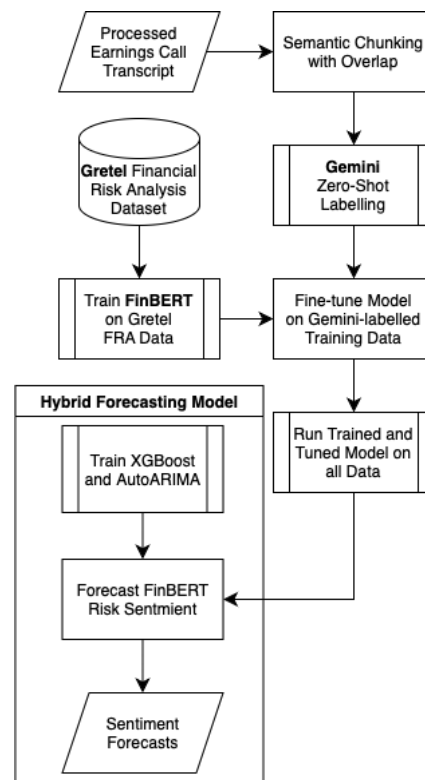 Processed
Earnings Call
Transcript
Semantic Chunking
with Overlap
Gretel Financial
Risk Analysis
Dataset
Gemini
Zero-Shot
Labelling
Train FinBERT
on Gretel
FRA Data
Fine-tune Model
on Gemini-labelled
Training Data
Hybrid Forecasting Model
Train XGBoost
and AutoARIMA
Run Trained and
Tuned Model on
all Data
Forecast FinBERT
Risk Sentmient
Sentiment
Forecasts